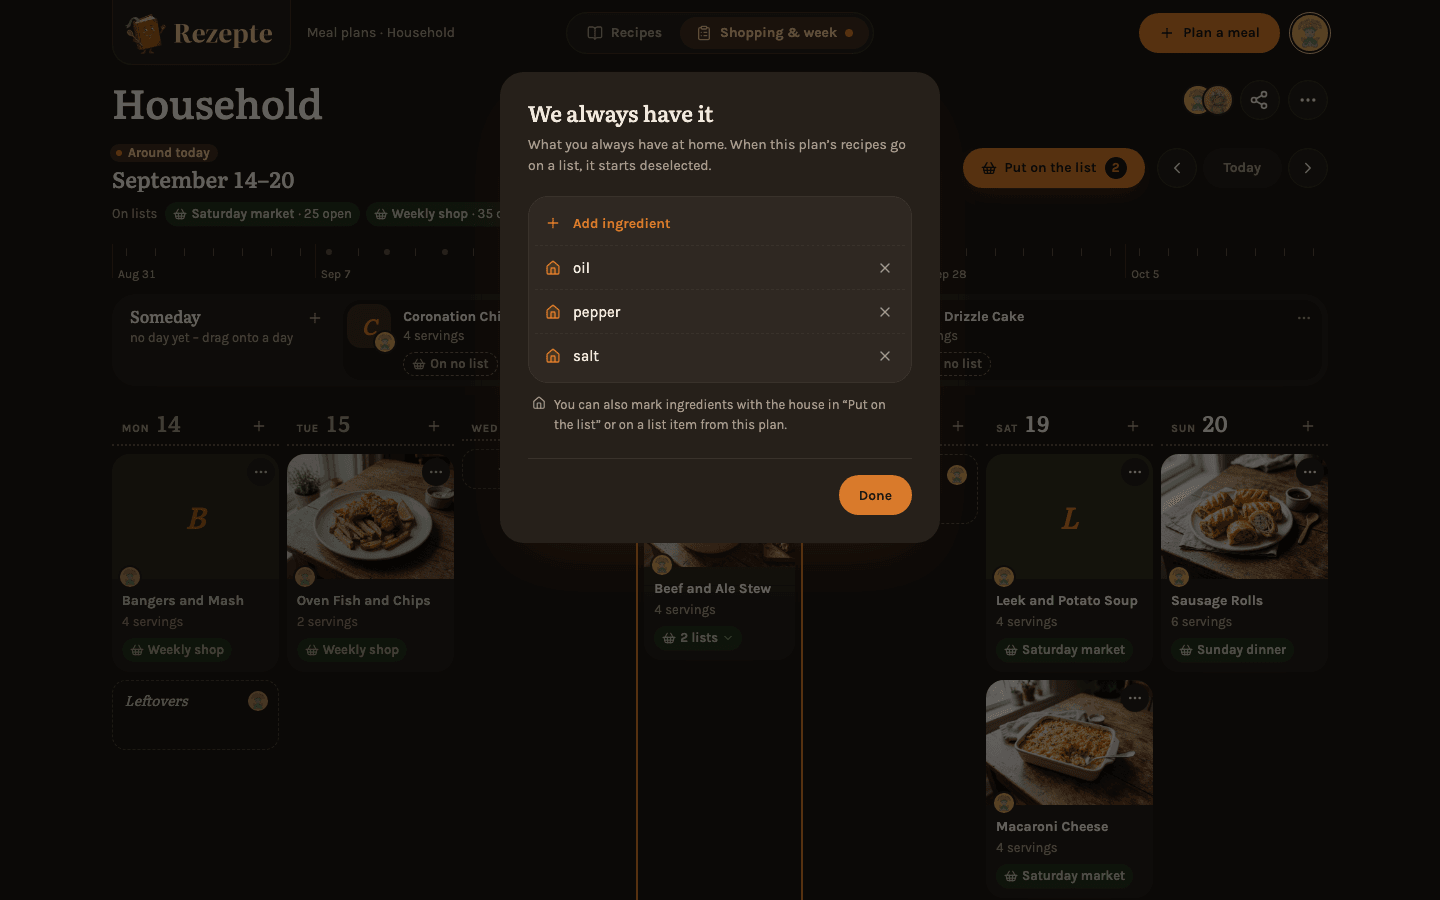 Rezepte
Meal plans · Household
Recipes
Shopping & week
Plan a meal
Household
Around today
September 14–20
Put on the list 2
Today
On lists
Saturday market · 25 open
Weekly shop · 35
Aug 31
Sep 7
28
Oct 5
Someday
no day yet – drag onto a day
C
Coronation
4 servings
On no list
Drizzle Cake
no list
MON 14
TUE 15
WED
SAT 19
SUN 20
B
Bangers and Mash
4 servings
Weekly shop
Leftovers
Oven Fish and Chips
2 servings
Weekly shop
Beef and Ale Stew
4 servings
2 lists
L
Leek and Potato Soup
4 servings
Saturday market
Macaroni Cheese
4 servings
Saturday market
Sausage Rolls
6 servings
Sunday dinner
We always have it
What you always have at home. When this plan’s recipes go
on a list, it starts deselected.
Add ingredient
oil
pepper
salt
You can also mark ingredients with the house in “Put on
the list” or on a list item from this plan.
Done